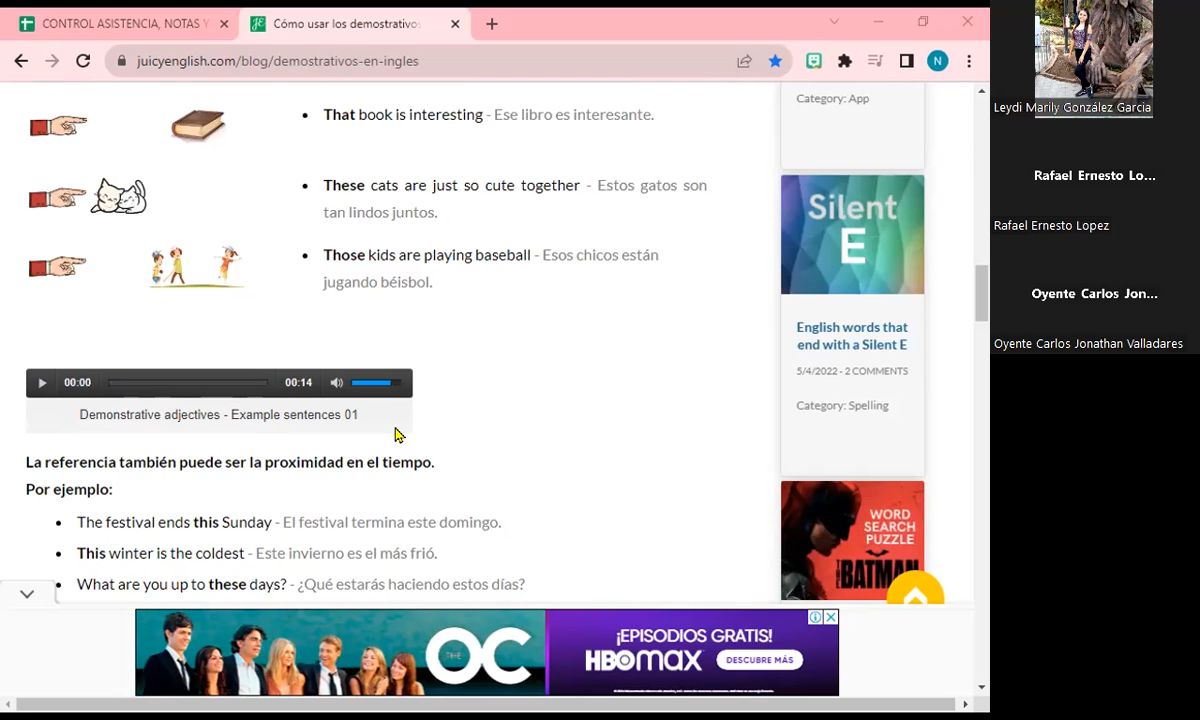 CONTROL ASISTENCIA, NOTAS Y
Cómo usar los demostrativos
juicyenglish.com/blog/demostrativos-en-ingles
N
That book is interesting - Ese libro es interesante.
These cats are just so cute together - Estos gatos son
tan lindos juntos.
Those kids are playing baseball - Esos chicos están
jugando béisbol.
00:00
00:14
Demonstrative adjectives - Example sentences 01
La referencia también puede ser la proximidad en el tiempo.
Por ejemplo:
The festival ends this Sunday - El festival termina este domingo.
This winter is the coldest - Este invierno es el más frió.
What are you up to these days? - ¿Qué estarás haciendo estos días?
Category: App
Silent
E
English words that
end with a Silent E
5/4/2022 - 2 COMMENTS
Category: Spelling
WORD
SEARCH
PUZZLE
BATMAN
THE
OC
¡EPISODIOS GRATIS!
HBOMAX
DESCUBRE MÁS
Leydi Marily González Garcia
Rafael Ernesto Lo...
Rafael Ernesto Lopez
Oyente Carlos Jon...
Oyente Carlos Jonathan Valladares